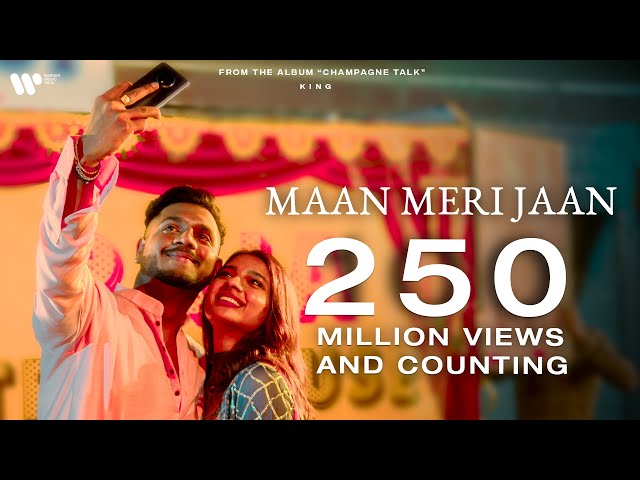 FROM THE ALBUM "CHAMPAGNE TALK"
KING
MAAN MERI JAAN
250
MILLION VIEWS
AND COUNTING